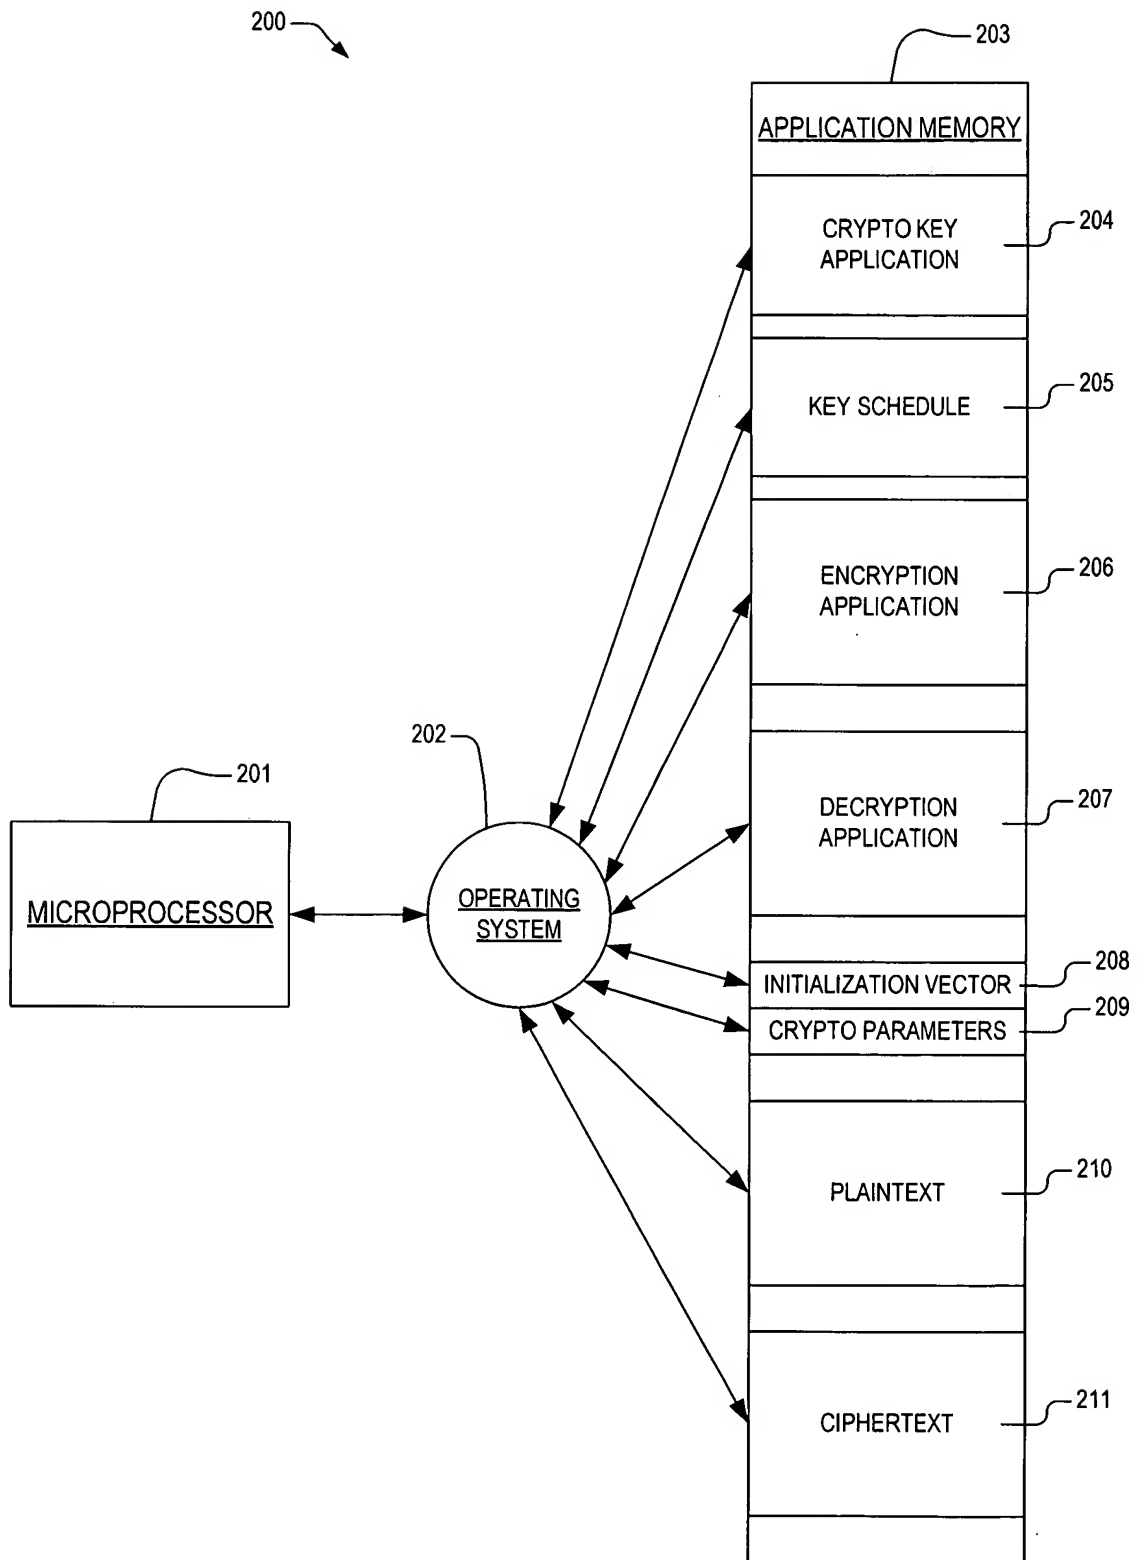 200
203
APPLICATION MEMORY
CRYPTO KEY
APPLICATION
204
KEY SCHEDULE
205
ENCRYPTION
APPLICATION
206
202
201
DECRYPTION
APPLICATION
207
MICROPROCESSOR
OPERATING
SYSTEM
INITIALIZATION VECTOR
208
CRYPTO PARAMETERS
209
PLAINTEXT
210
CIPHERTEXT
211